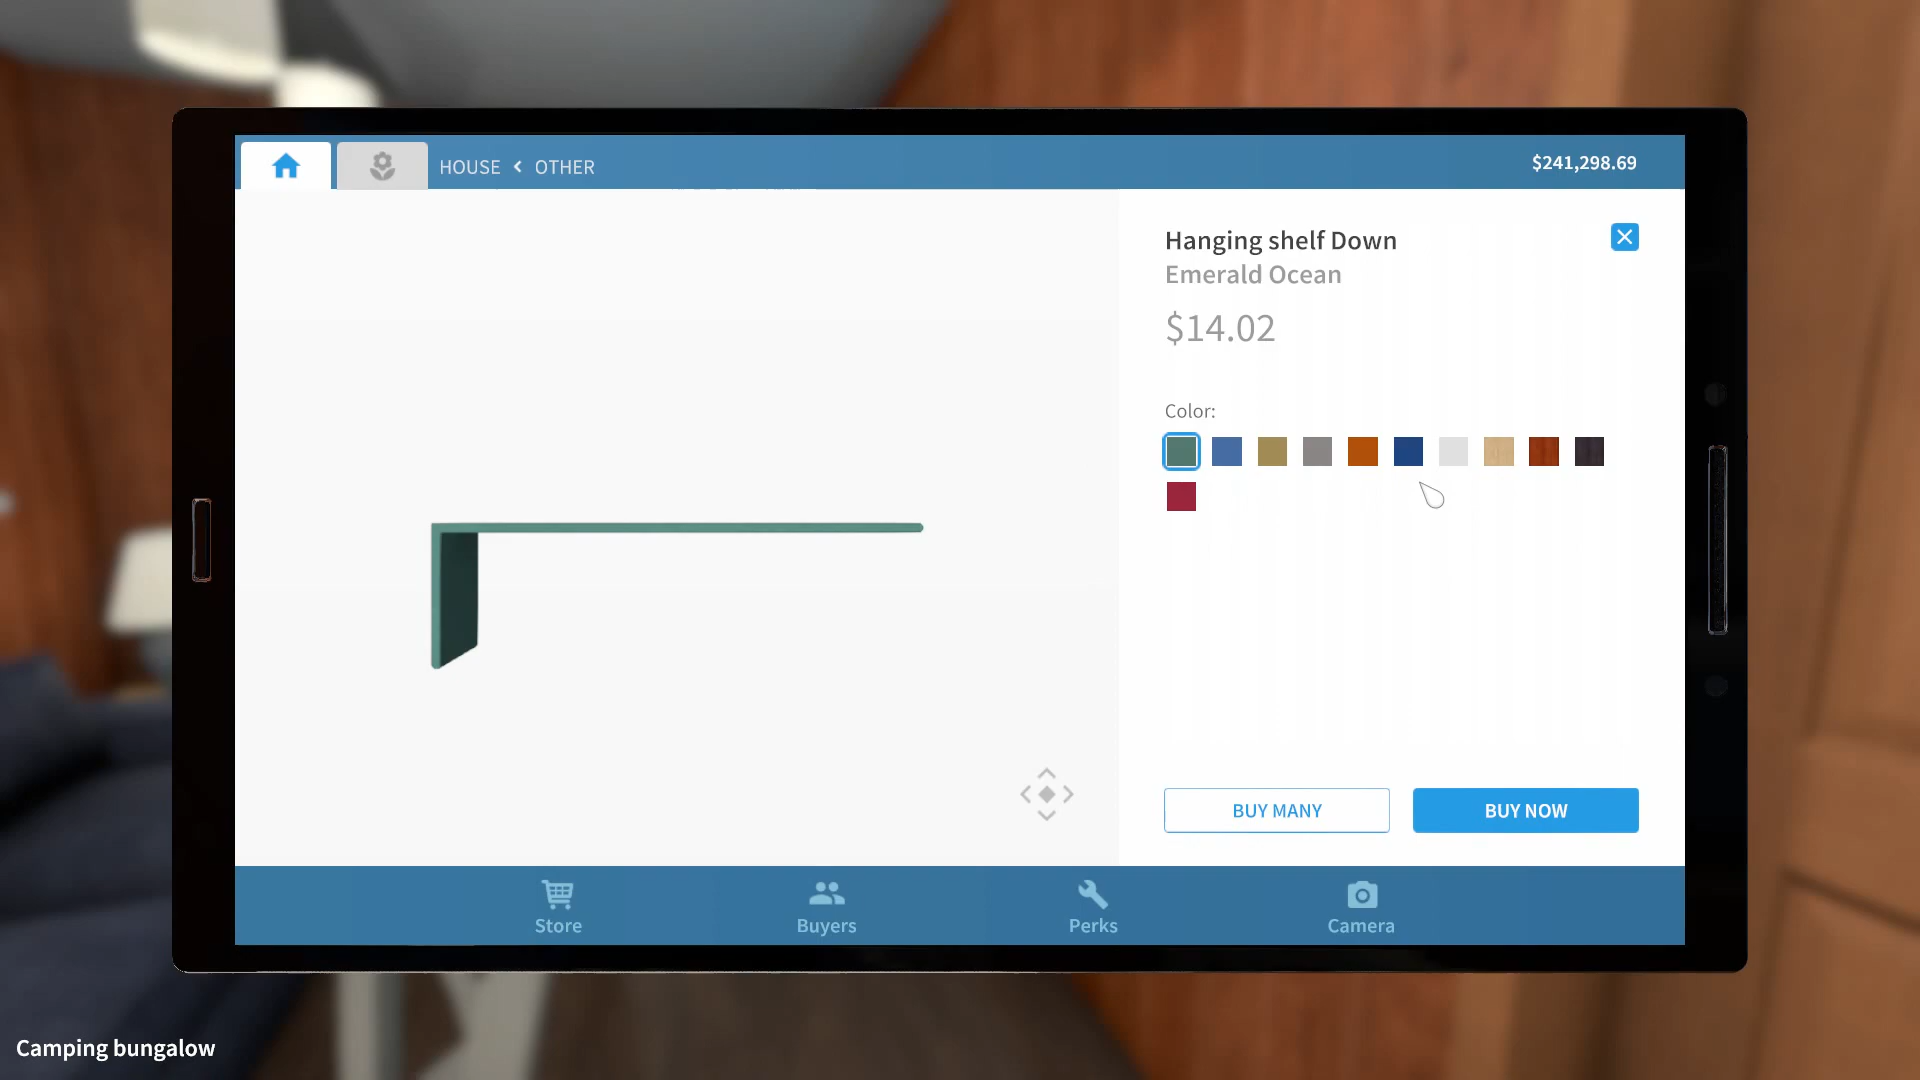 HOUSE < OTHER
$241,298.69
Hanging shelf Down
Emerald Ocean
$14.02
Color:
BUY MANY
BUY NOW
Store
Buyers
Perks
Camera
Camping bungalow